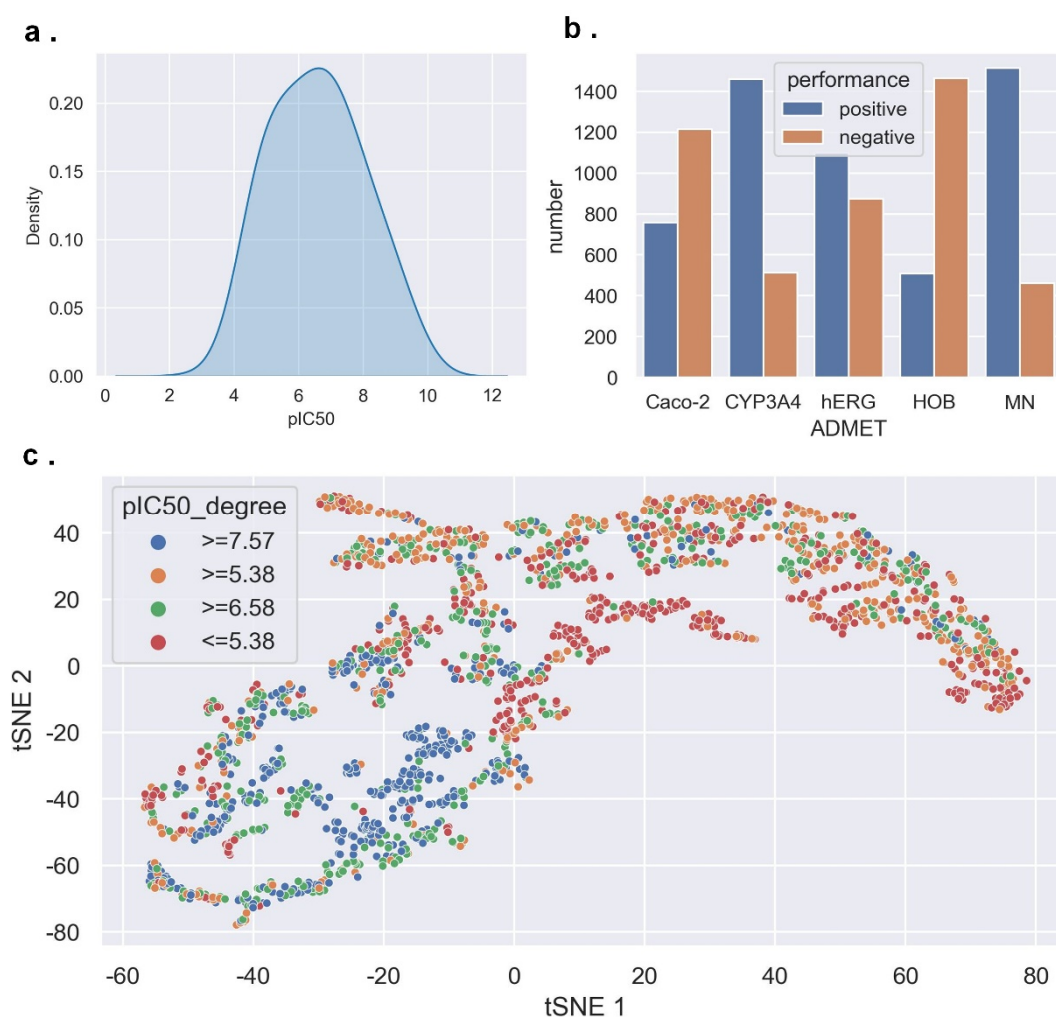 a .
0.20
0.15
0.10
0.05
0.00
Density
0 2 4 6 8 10 12
pIC50
b .
performance
positive
negative
1400
1200
1000
800
600
400
200
0
number
Caco-2 CYP3A4 hERG HOB MN
ADMET
c .
pIC50_degree
>=7.57
>=5.38
>=6.58
<=5.38
40
20
0
-20
-40
-60
-80
tSNE 2
-60 -40 -20 0 20 40 60 80
tSNE 1